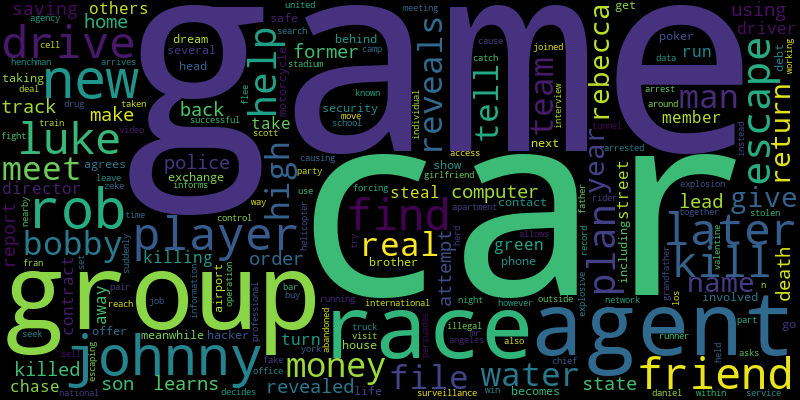 game
car
group
agent
race
kill
drive
new
luke
rob
johnny
player
find
real
friend
money
file
water
help
meet
bobby
later
escape
return
rebecca
man
name
give
plan
year
high
team
tell
reveals
saving
others
home
using
driver
get
run
safe
former
behind
poker
data
debt
united
search
camp
cause
meeting
agency
cell
henchman
arrives
dream
several
head
motorcycle
stadium
known
flee
joined
catch
taking
deal
drug
taken
track
make
back
security
take
successful
move
school
individual
interview
next
member
arrest
around
working
fight
train
video
police
exchange
informs
scott
access
tunnel
arrested
instead
agrees
leave
zeke
causing
party
show
girlfriend
forcing
steal
computer
contact
lead
street
including
father
rider
explosion
together
stolen
director
nearby
time
way
use
killing
order
control
helicopter
apartment
try
brother
green
phone
attempt
allows
herd
record
explosive
grandfather
valentine
n
death
report
suddenly
fran
set
contract
away
airport
operation
information
bar
buy
running
international
night
however
outside
network
los
involved
go
seek
pair
reach
job
offer
meanwhile
hacker
professional
turn
truck
visit
house
abandoned
persuades
illegal
also
mr
angeles
runner
part
killed
sell
escaping
york
chase
son
learns
fake
office
revealed
life
surveillance
win
becomes
chief
state
held
asks
national
decides
daniel
within
service